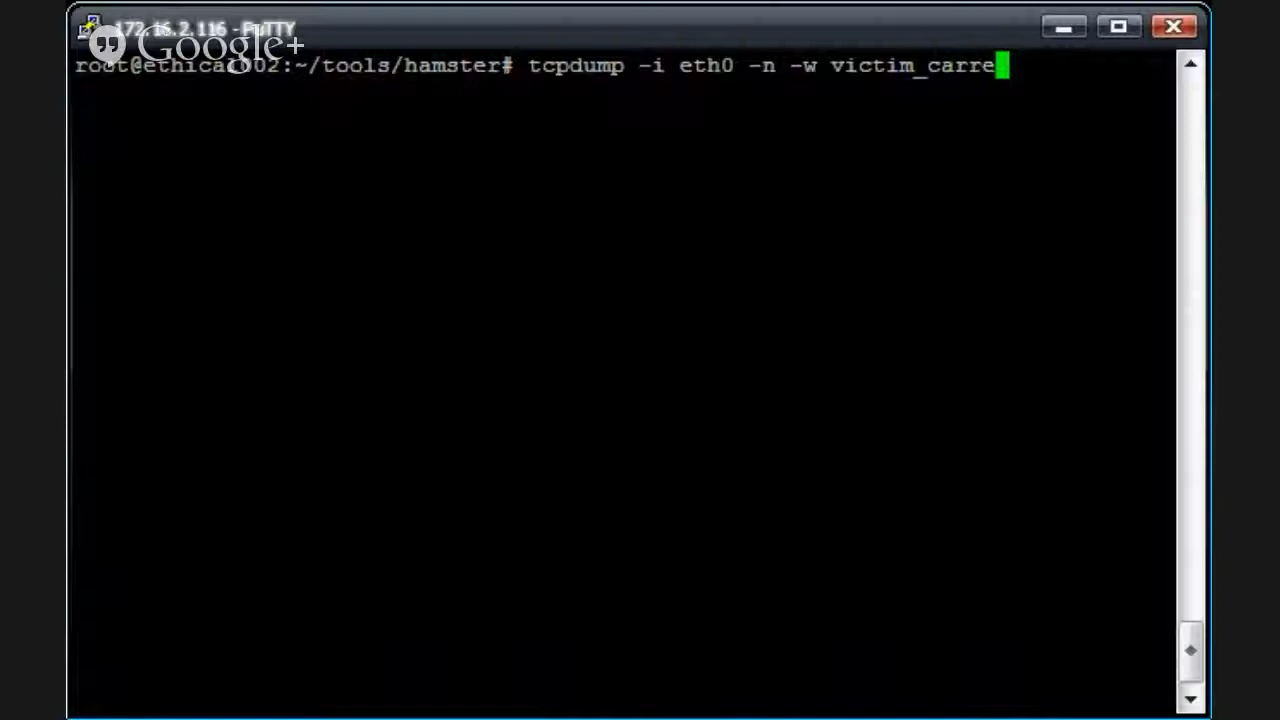 172.16.2.116 - PuTTY
Google+
root@ethical002:~/tools/hamster# tcpdump -i eth0 -n -w victim_carre